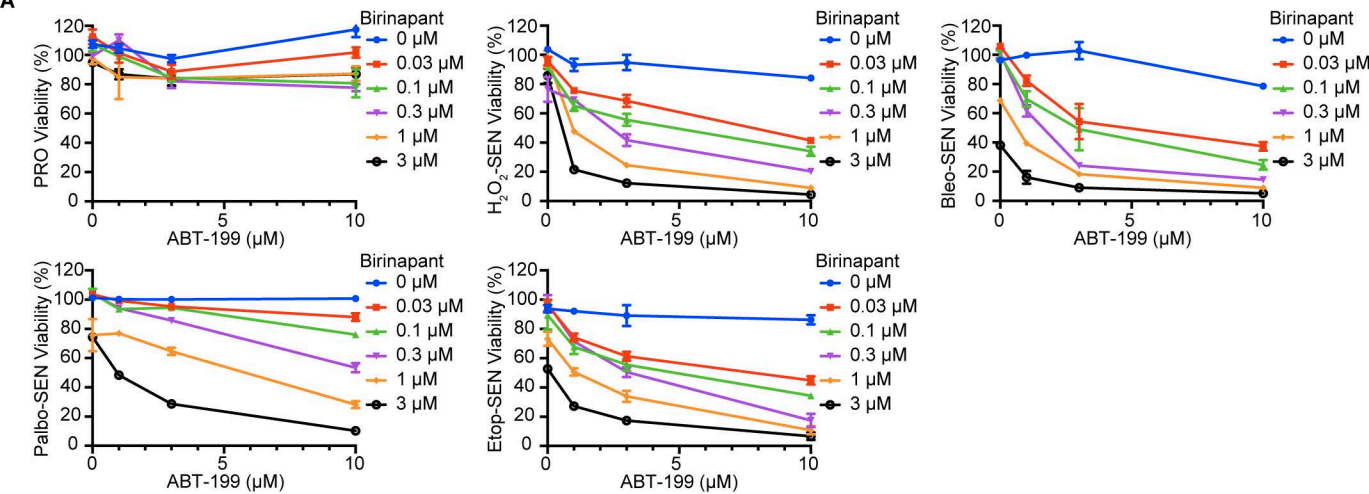 A
PRO Viability (%)
120
100
80
60
40
20
0
0
5
10
ABT-199 (µM)
Birinapant
0 µM
0.03 µM
0.1 µM
0.3 µM
1 µM
3 µM
H₂O₂-SEN Viability (%)
120
100
80
60
40
20
0
0
5
10
ABT-199 (µM)
Birinapant
0 µM
0.03 µM
0.1 µM
0.3 µM
1 µM
3 µM
Bleo-SEN Viability (%)
120
100
80
60
40
20
0
0
5
10
ABT-199 (µM)
Birinapant
0 µM
0.03 µM
0.1 µM
0.3 µM
1 µM
3 µM
Palbo-SEN Viability (%)
120
100
80
60
40
20
0
0
5
10
ABT-199 (µM)
Birinapant
0 µM
0.03 µM
0.1 µM
0.3 µM
1 µM
3 µM
Etop-SEN Viability (%)
120
100
80
60
40
20
0
0
5
10
ABT-199 (µM)
Birinapant
0 µM
0.03 µM
0.1 µM
0.3 µM
1 µM
3 µM